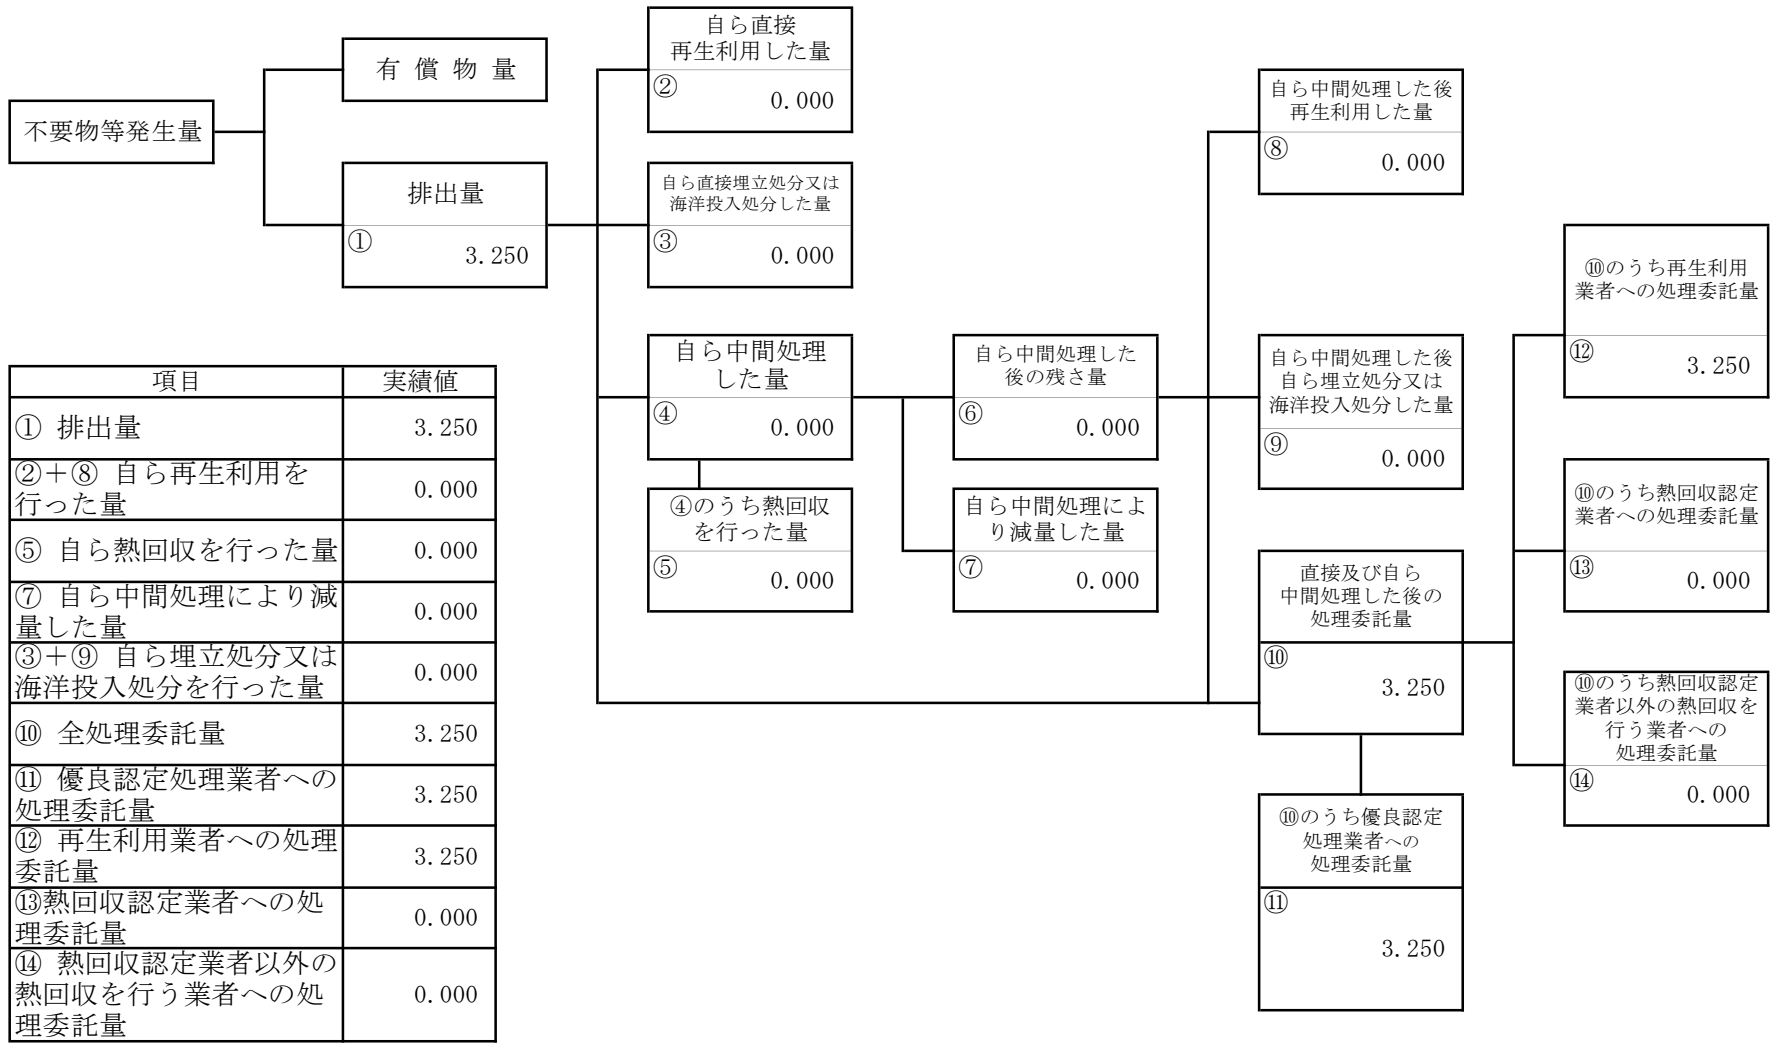 不要物等発生量
有 償 物 量
排出量
①
3.250
自ら直接
再生利用した量
②
0.000
自ら直接埋立処分又は
海洋投入処分した量
③
0.000
自ら中間処理
した量
④
0.000
④のうち熱回収
を行った量
⑤
0.000
自ら中間処理した
後の残さ量
⑥
0.000
自ら中間処理によ
り減量した量
⑦
0.000
自ら中間処理した後
再生利用した量
⑧
0.000
自ら中間処理した後
自ら埋立処分又は
海洋投入処分した量
⑨
0.000
直接及び自ら
中間処理した後の
処理委託量
⑩
3.250
⑩のうち優良認定
処理業者への
処理委託量
⑪
3.250
⑩のうち再生利用
業者への処理委託量
⑫
3.250
⑩のうち熱回収認定
業者への処理委託量
⑬
0.000
⑩のうち熱回収認定
業者以外の熱回収を
行う業者への
処理委託量
⑭
0.000
項目 実績値
① 排出量 3.250
②＋⑧ 自ら再生利用を
行った量 0.000
⑤ 自ら熱回収を行った量 0.000
⑦ 自ら中間処理により減
量した量 0.000
③＋⑨ 自ら埋立処分又は
海洋投入処分を行った量 0.000
⑩ 全処理委託量 3.250
⑪ 優良認定処理業者への
処理委託量 3.250
⑫ 再生利用業者への処理
委託量 3.250
⑬熱回収認定業者への処
理委託量 0.000
⑭ 熱回収認定業者以外の
熱回収を行う業者への処
理委託量 0.000